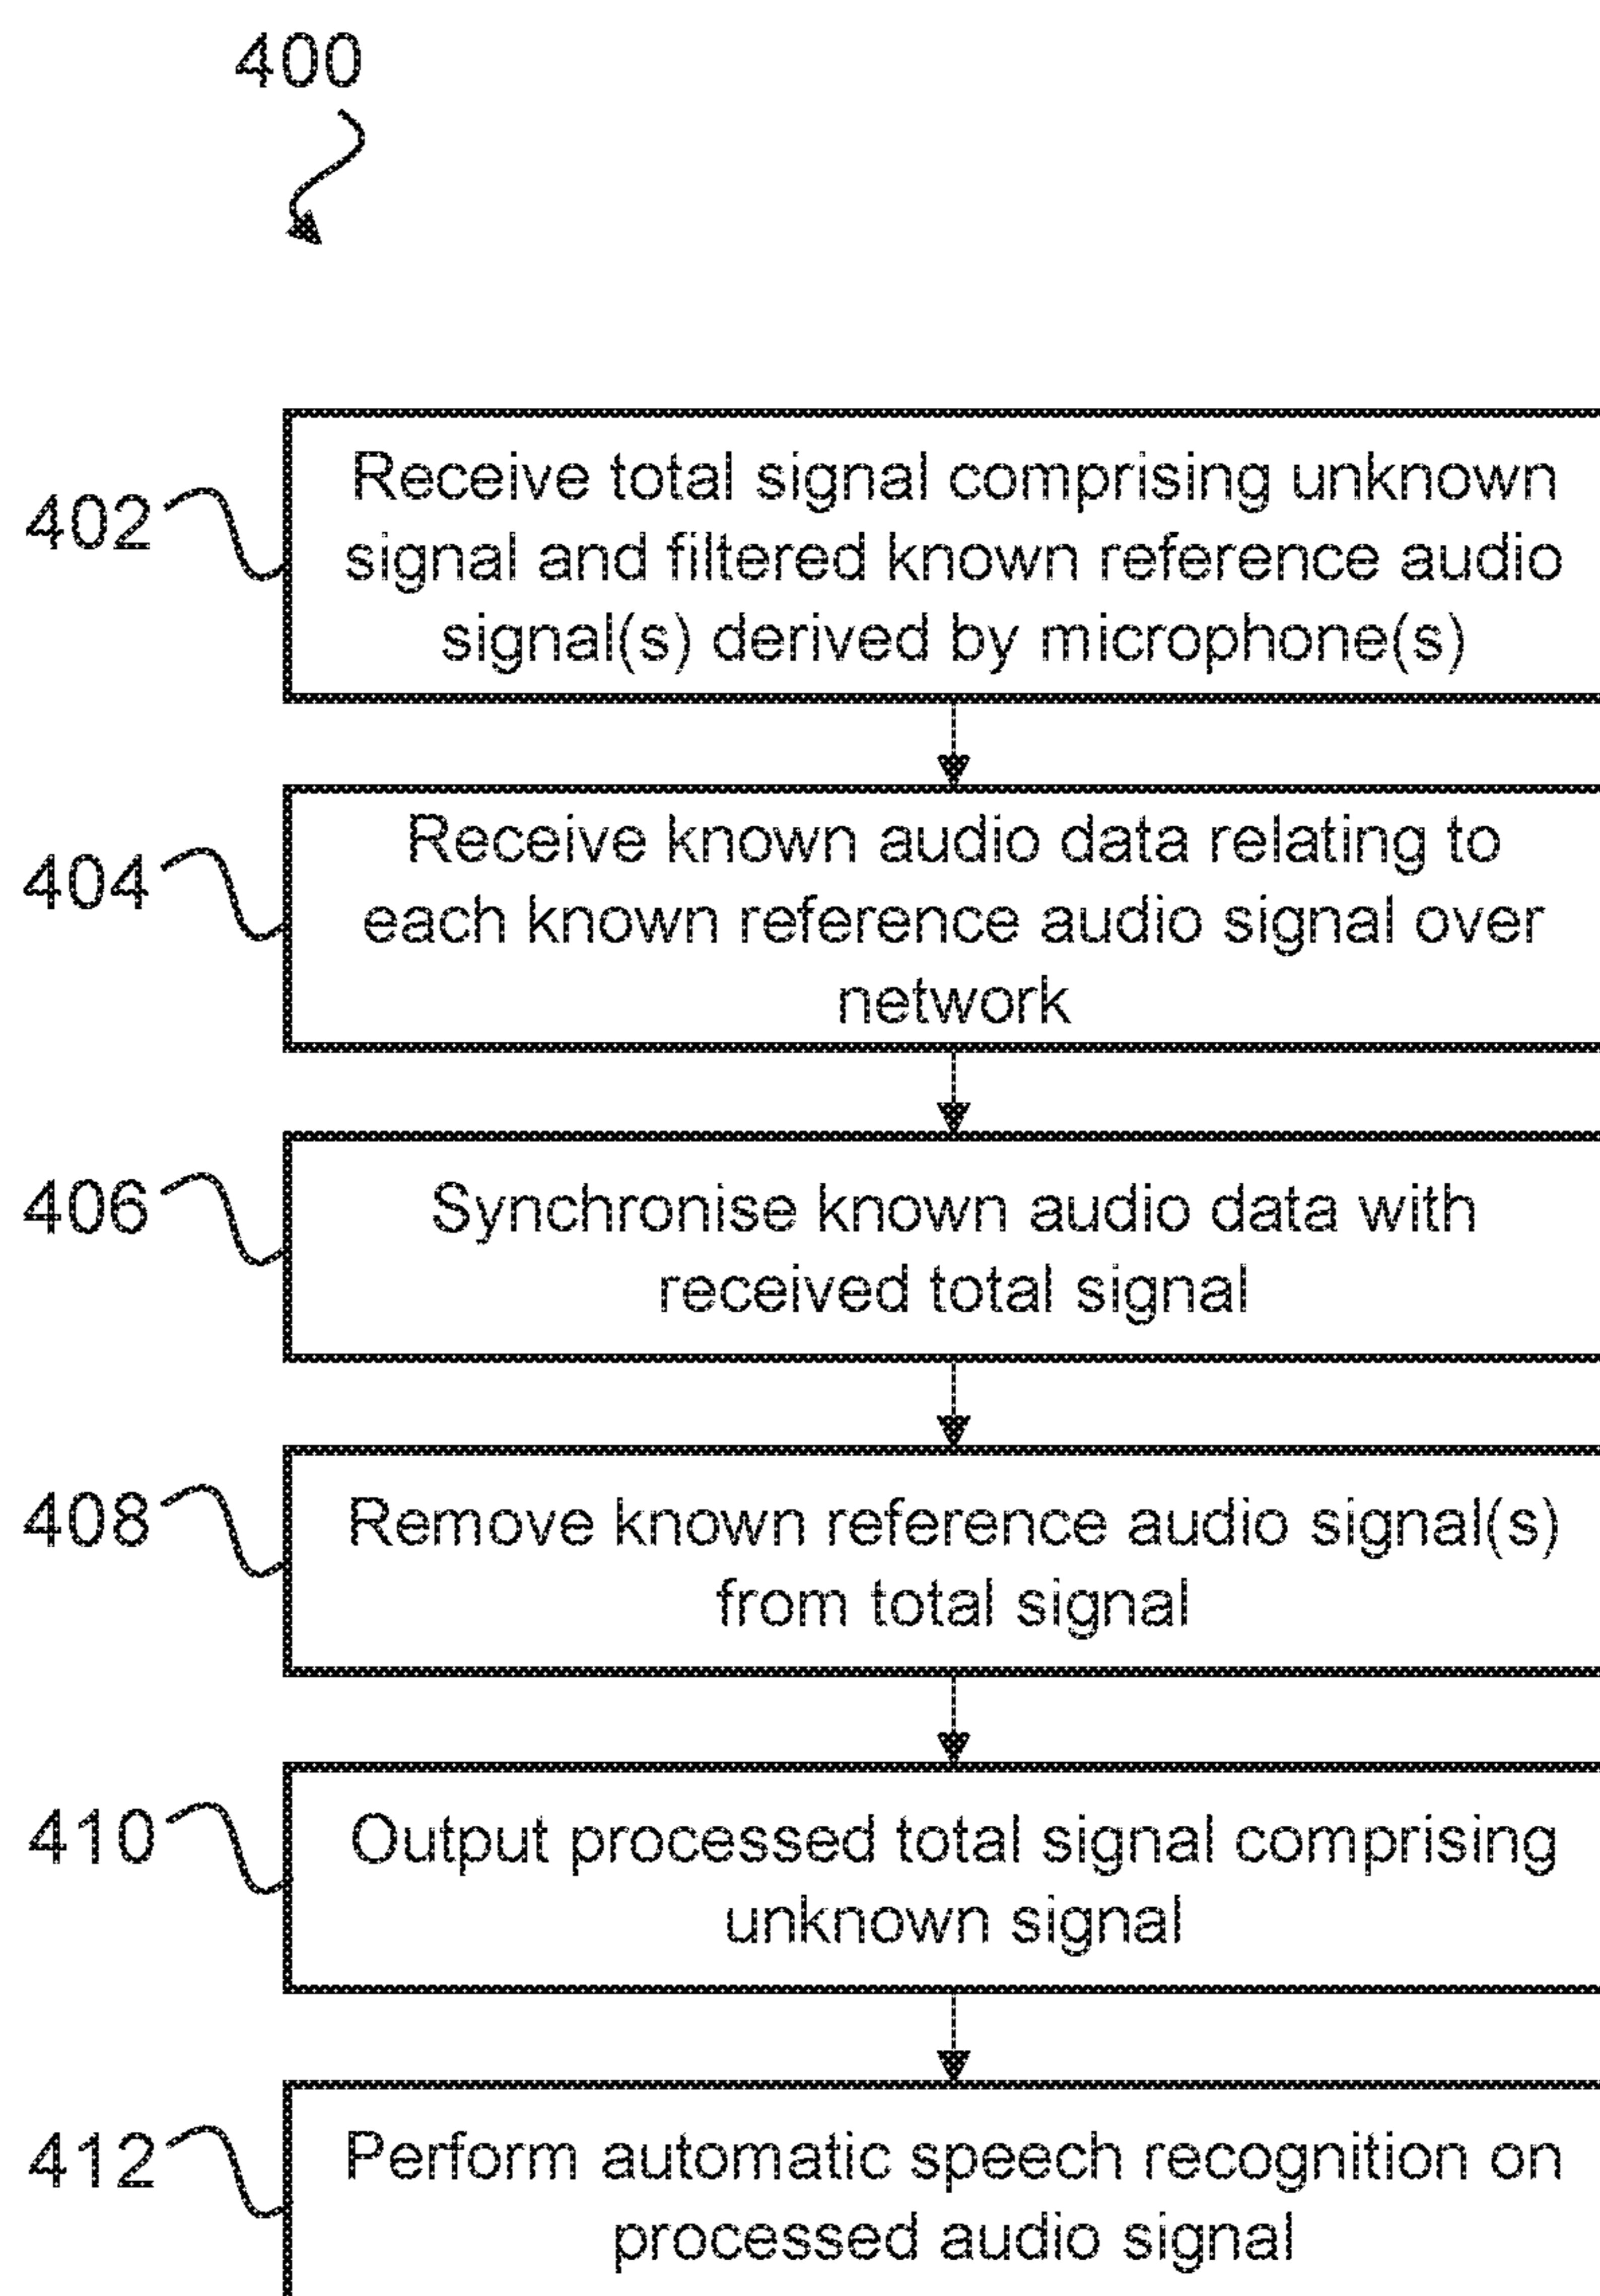 400
402
Receive total signal comprising unknown
signal and filtered known reference audio
signal(s) derived by microphone(s)
404
Receive known audio data relating to
each known reference audio signal over
network
406
Synchronise known audio data with
received total signal
408
Remove known reference audio signal(s)
from total signal
410
Output processed total signal comprising
unknown signal
412
Perform automatic speech recognition on
processed audio signal